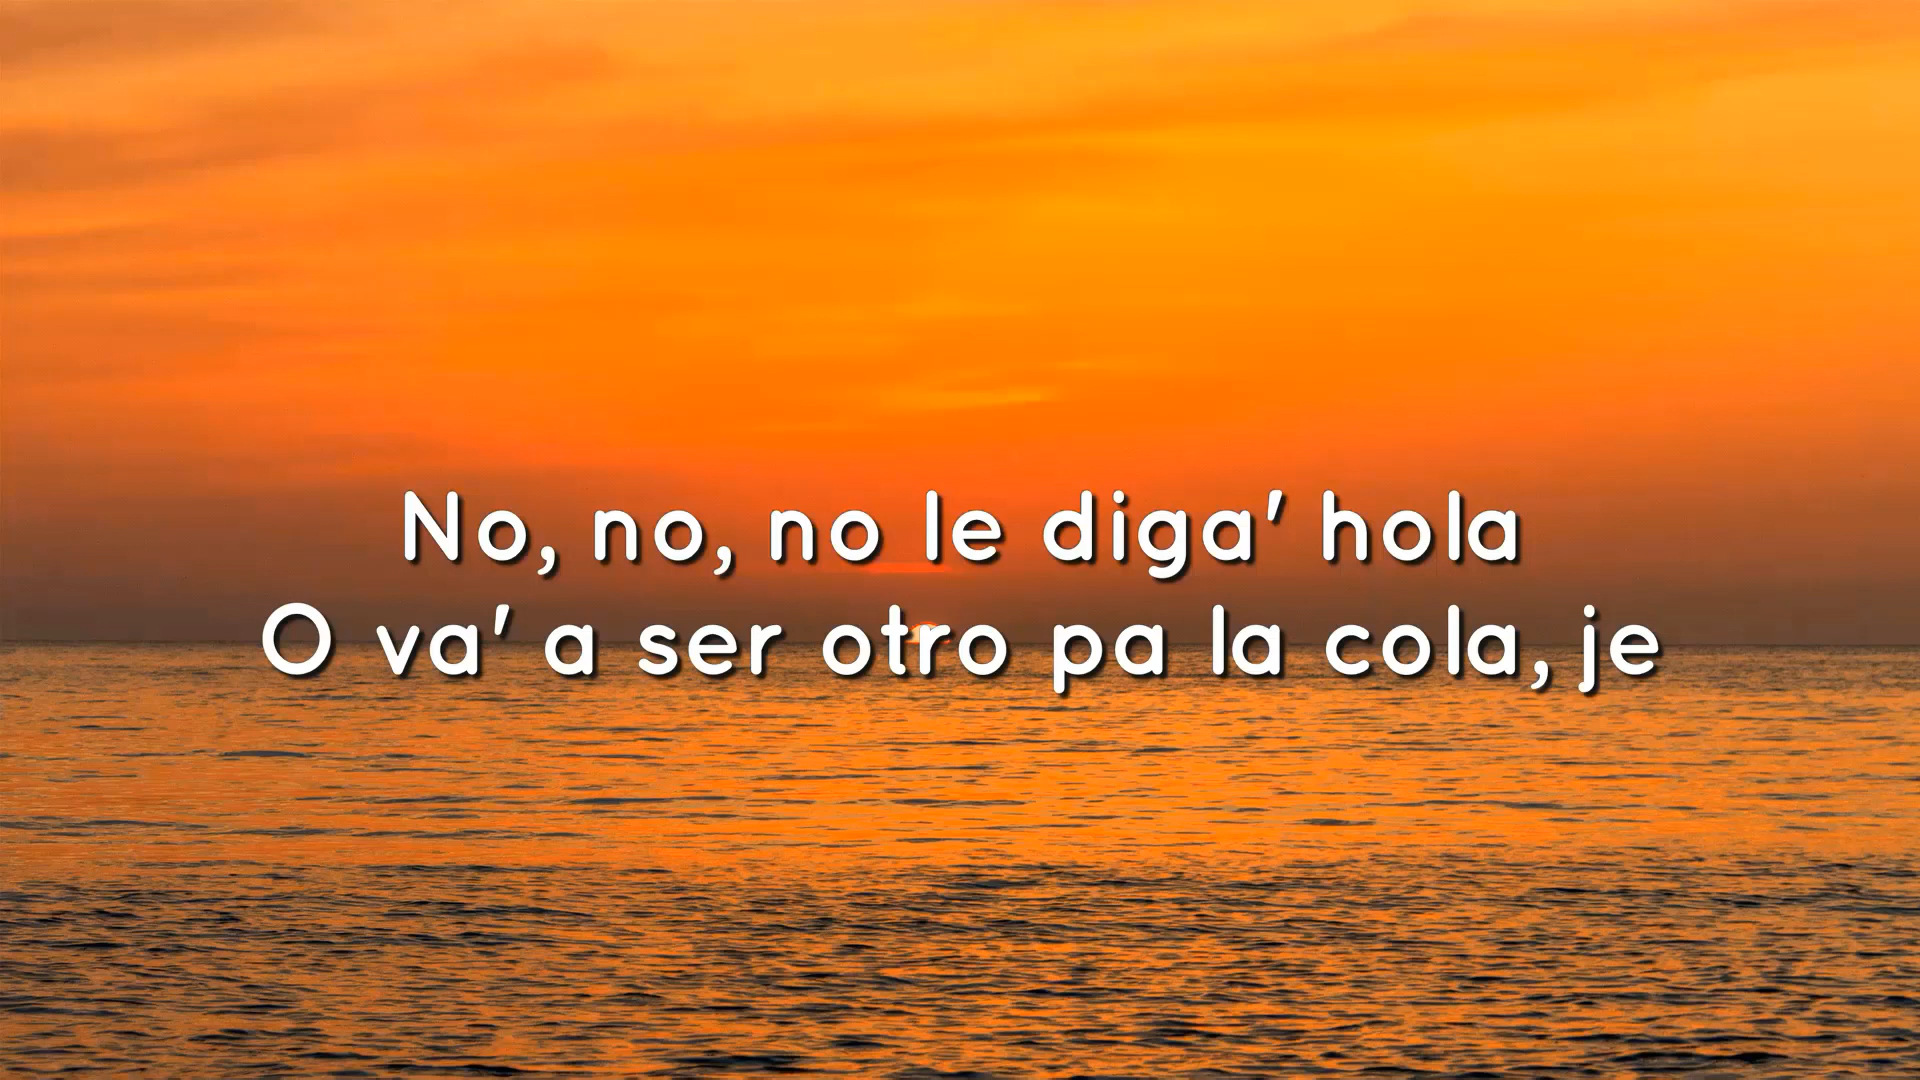 No, no, no le diga' hola
O va' a ser otro pa la cola, je